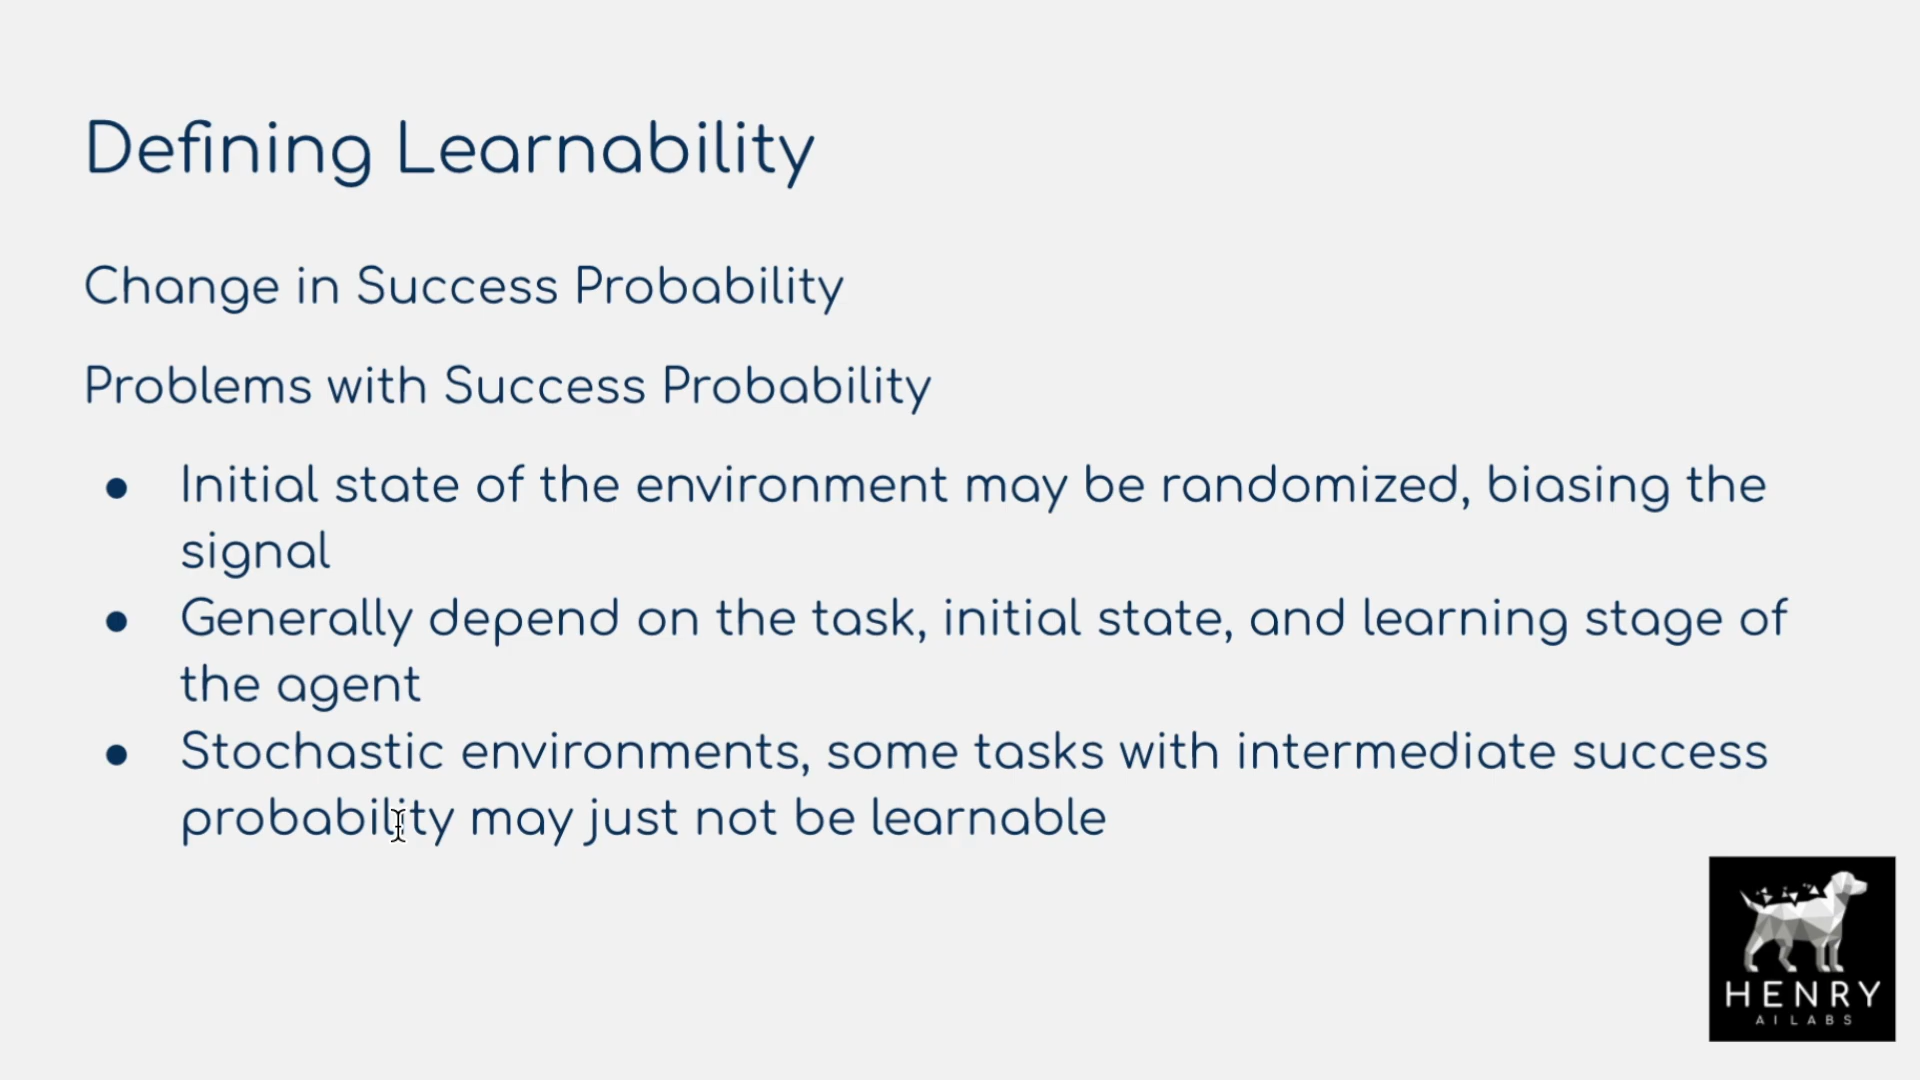 Defining Learnability
Change in Success Probability
Problems with Success Probability
● Initial state of the environment may be randomized, biasing the
signal
● Generally depend on the task, initial state, and learning stage of
the agent
● Stochastic environments, some tasks with intermediate success
probability may just not be learnable
HENRY
AI LABS